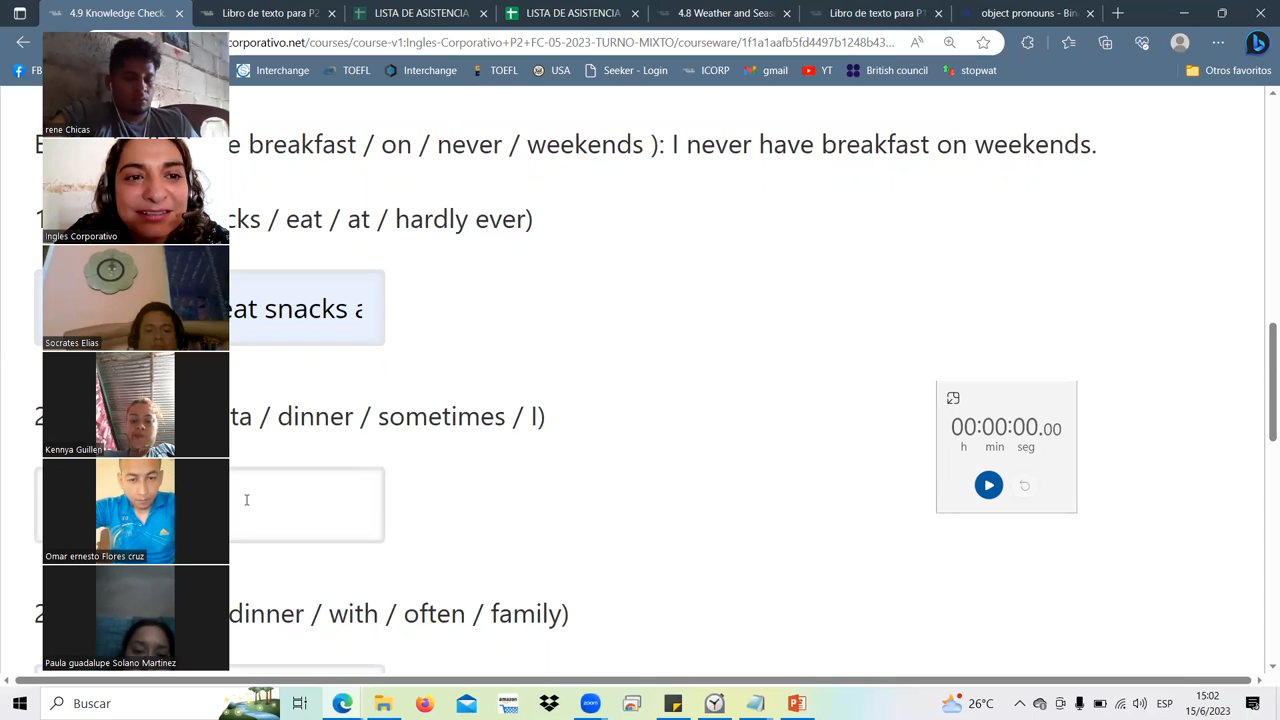 4.9 Check your Progress
Libro de texto para P2
LISTA DE ASISTENCIA
LISTA DE ASISTENCIA
4.8 Weather and Seas
Libro de texto para P1
object pronouns - Bin
corporativo.net/courses/course-v1:Ingles-Corporativo+P2+FC-05-2023-TURNO-MIXTO/courseware/1f1a1aafb5fd4497b1248b43...
FB
Interchange
TOEFL
Interchange
TOEFL
USA
Seeker - Login
ICORP
gmail
YT
British council
stopwat
Otros favoritos
rene Chicas
e breakfast / on / never / weekends ): I never have breakfast on weekends.
Ingles Corporativo
cks / eat / at / hardly ever)
eat snacks a
Socrates Elias
ta / dinner / sometimes / I)
Kennya Guillen
00:00:00.00
h min seg
Omar ernesto Flores cruz
dinner / with / often / family)
Paula guadalupe Solano Martinez
Buscar
26°C
ESP
15:02
15/6/2023